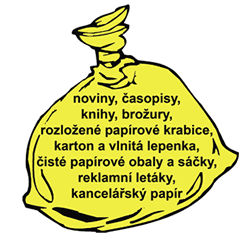 noviny, časopisy,
knihy, brožury,
rozložené papírové krabice,
karton a vlnitá lepenka,
čisté papírové obaly a sáčky,
reklamní letáky,
kancelářský papír